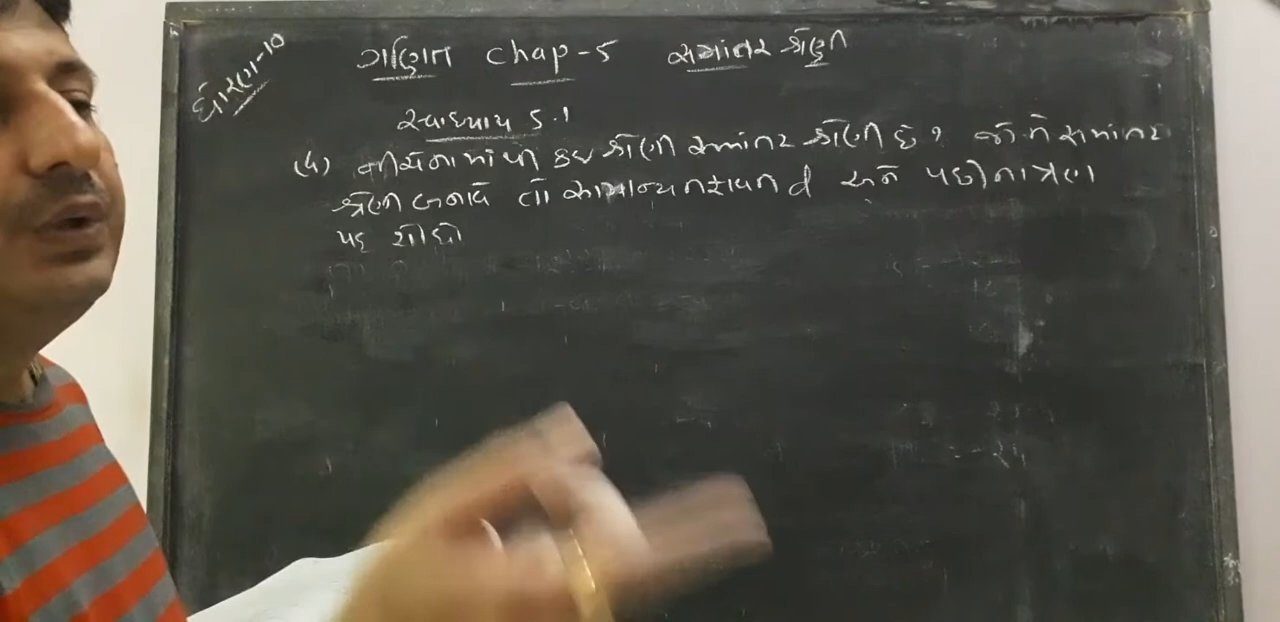 ધોરણ-10
ગણિત Chap-5 સમાંતર શ્રેણી
સ્વાધ્યાય 5.1
(4) નીચેનામાંથી કઇ શ્રેણી સમાંતર શ્રેણી છે? જો તે સમાંતર
શ્રેણી બનાવે તો સામાન્ય તફાવત d અને પછીના ત્રણ
પદ શોધો